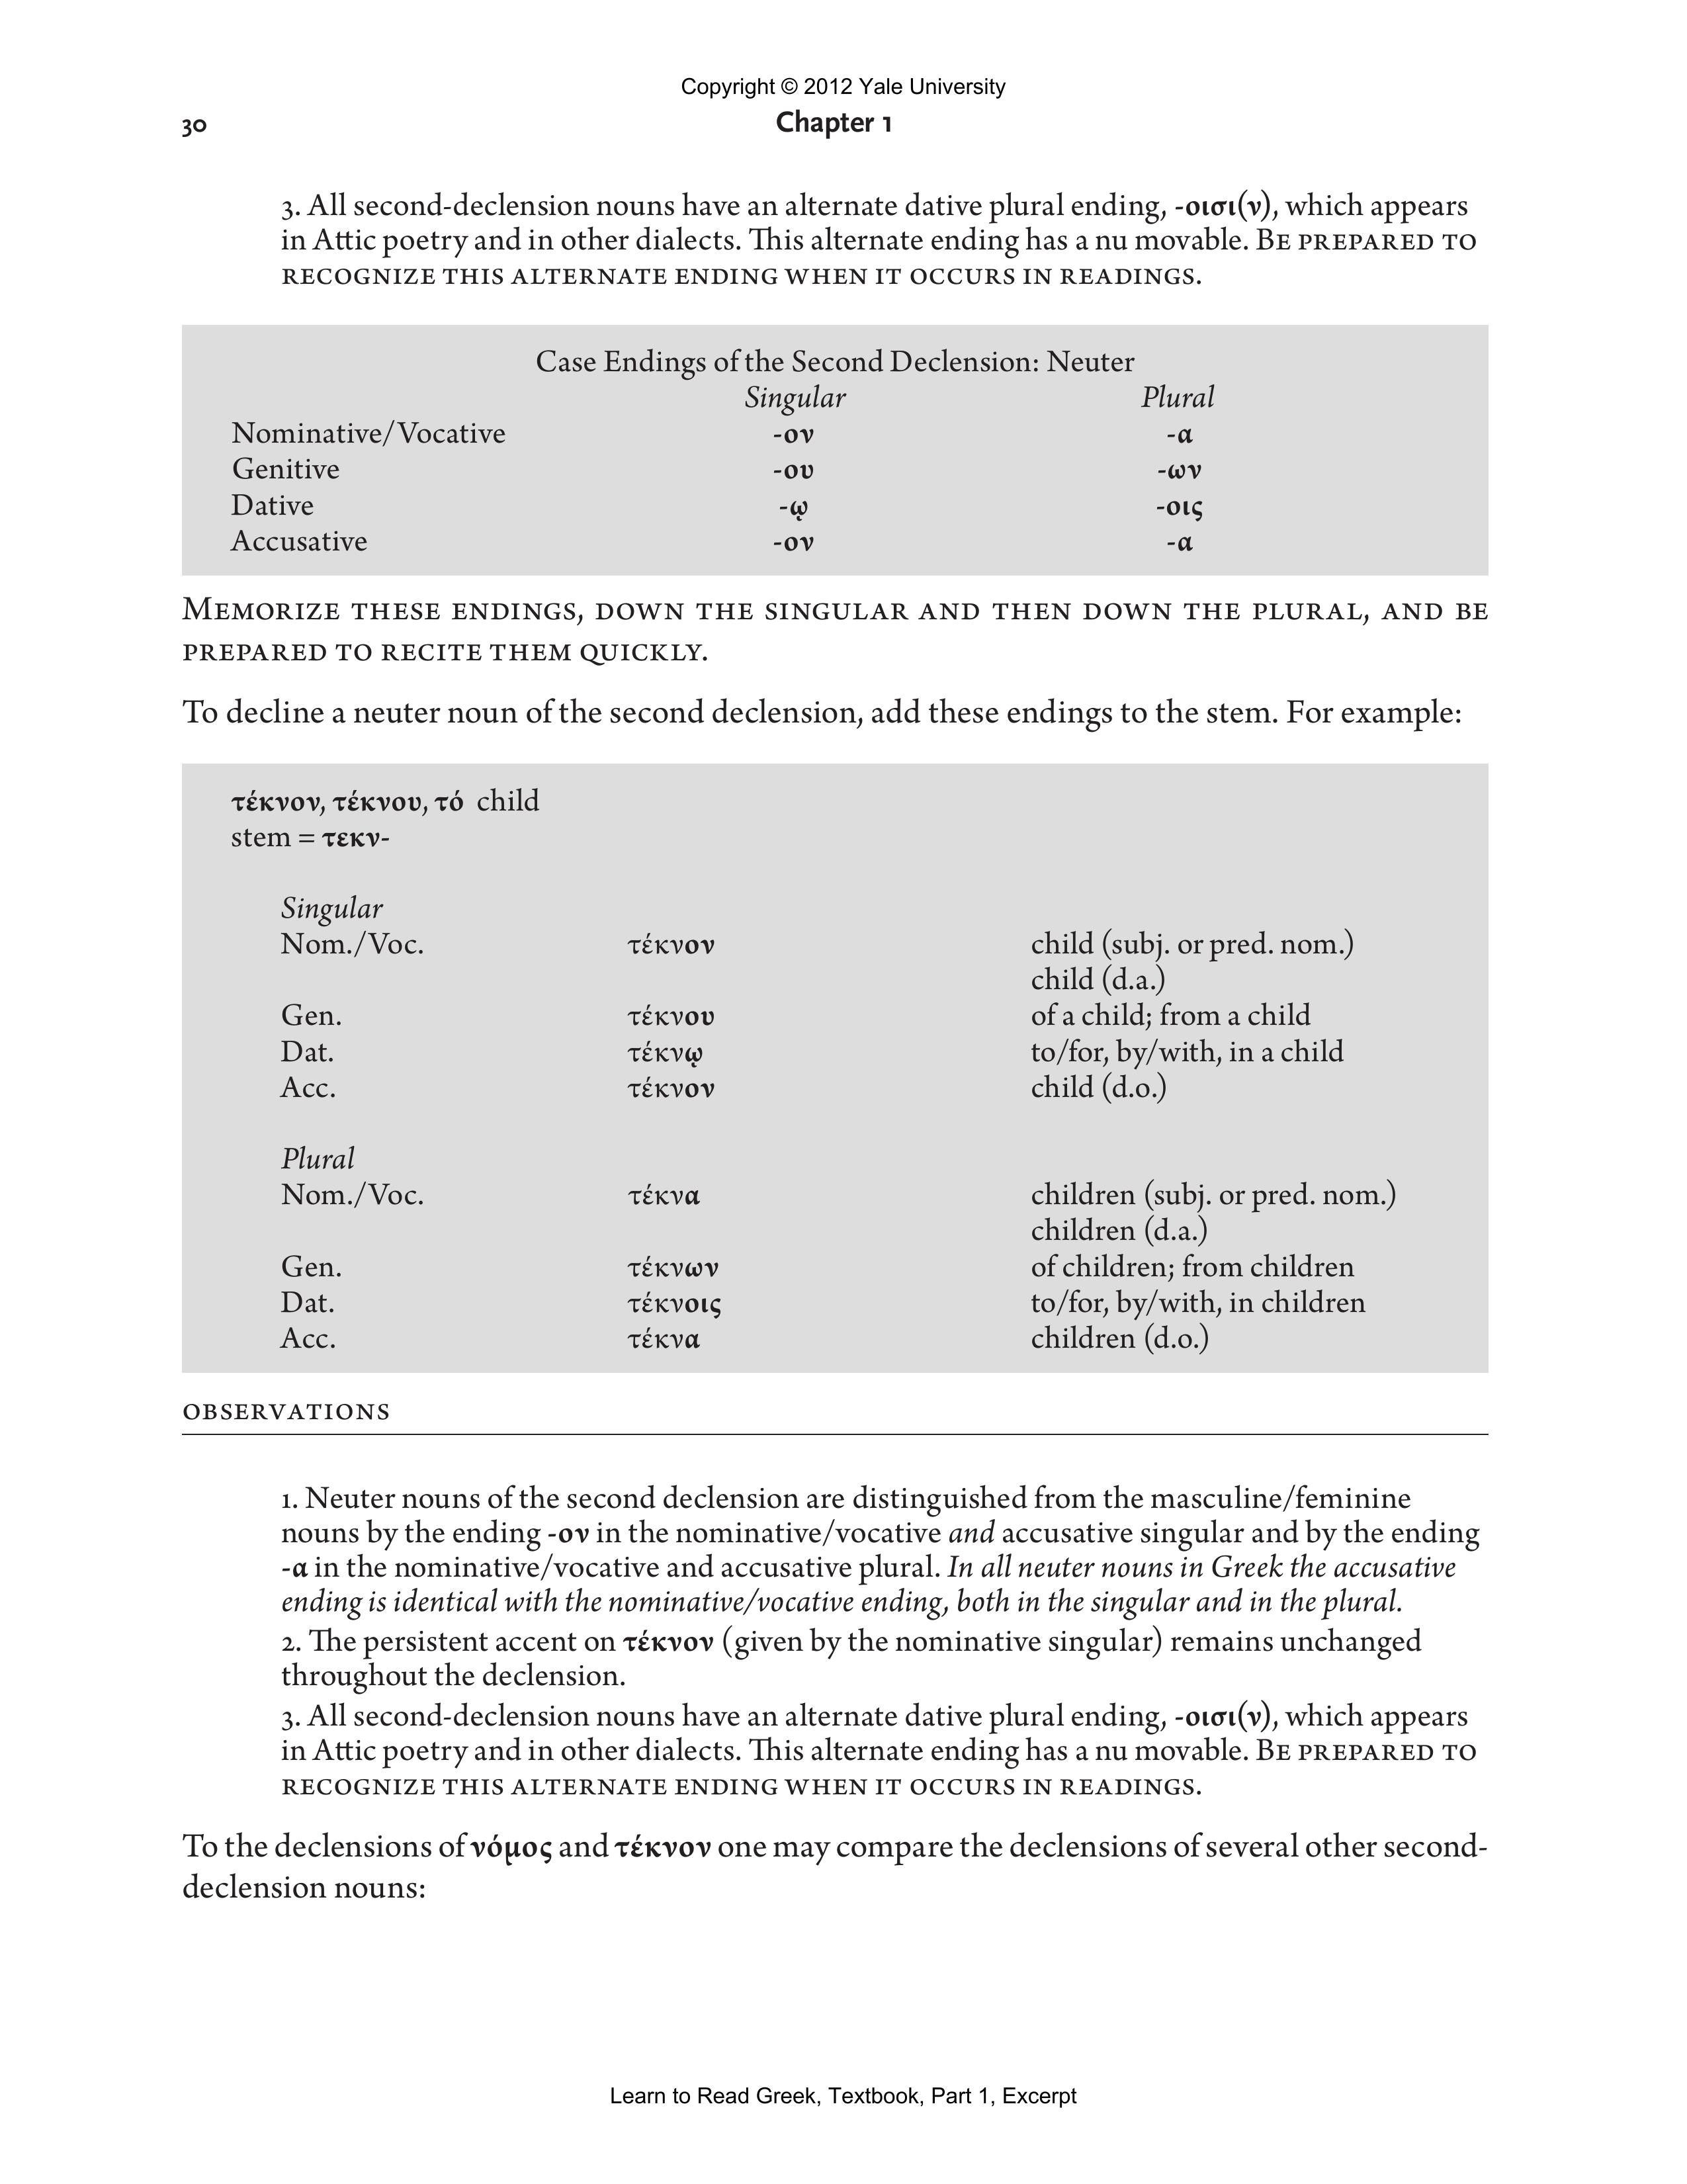 Copyright © 2012 Yale University
30 Chapter 1
3. All second-declension nouns have an alternate dative plural ending, -οισι(ν), which appears
in Attic poetry and in other dialects. This alternate ending has a nu movable. Be prepared to
recognize this alternate ending when it occurs in readings.
Case Endings of the Second Declension: Neuter
Singular Plural
Nominative/Vocative -ον -α
Genitive -ου -ων
Dative -ῳ -οις
Accusative -ον -α
Memorize these endings, down the singular and then down the plural, and be
prepared to recite them quickly.
To decline a neuter noun of the second declension, add these endings to the stem. For example:
τέκνον, τέκνου, τό child
stem = τεκν-
Singular
Nom./Voc. τέκνον child (subj. or pred. nom.)
child (d.a.)
Gen. τέκνου of a child; from a child
Dat. τέκνῳ to/for, by/with, in a child
Acc. τέκνον child (d.o.)
Plural
Nom./Voc. τέκνα children (subj. or pred. nom.)
children (d.a.)
Gen. τέκνων of children; from children
Dat. τέκνοις to/for, by/with, in children
Acc. τέκνα children (d.o.)
observations
1. Neuter nouns of the second declension are distinguished from the masculine/feminine
nouns by the ending -ον in the nominative/vocative and accusative singular and by the ending
-α in the nominative/vocative and accusative plural. In all neuter nouns in Greek the accusative
ending is identical with the nominative/vocative ending, both in the singular and in the plural.
2. The persistent accent on τέκνον (given by the nominative singular) remains unchanged
throughout the declension.
3. All second-declension nouns have an alternate dative plural ending, -οισι(ν), which appears
in Attic poetry and in other dialects. This alternate ending has a nu movable. Be prepared to
recognize this alternate ending when it occurs in readings.
To the declensions of νόμος and τέκνον one may compare the declensions of several other second-
declension nouns:
Learn to Read Greek, Textbook, Part 1, Excerpt